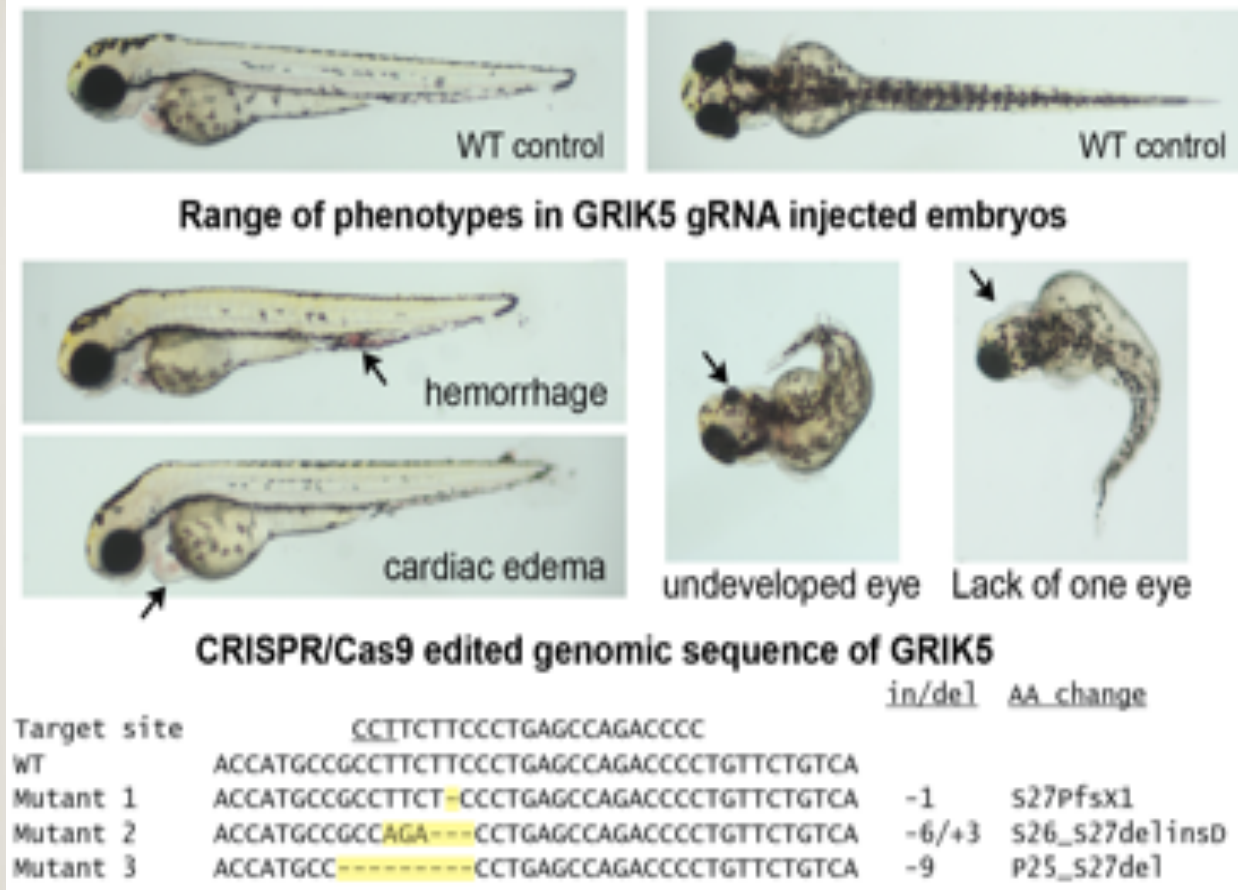 WT control
WT control
Range of phenotypes in GRIK5 gRNA injected embryos
hemorrhage
cardiac edema
undeveloped eye
Lack of one eye
CRISPR/Cas9 edited genomic sequence of GRIK5
in/del AA change
Target site CCTTCTTCCCTGAGCCAGACCCC
WT ACCATGCCGCCTTCTTCCCTGAGCCAGACCCCTGTTCTGTCA
Mutant 1 ACCATGCCGCCTTCT-CCCTGAGCCAGACCCCTGTTCTGTCA -1 S27PfsX1
Mutant 2 ACCATGCCGCCAGA---CCTGAGCCAGACCCCTGTTCTGTCA -6/+3 S26_S27delinsD
Mutant 3 ACCATGCC---------CCTGAGCCAGACCCCTGTTCTGTCA -9 P25_S27del